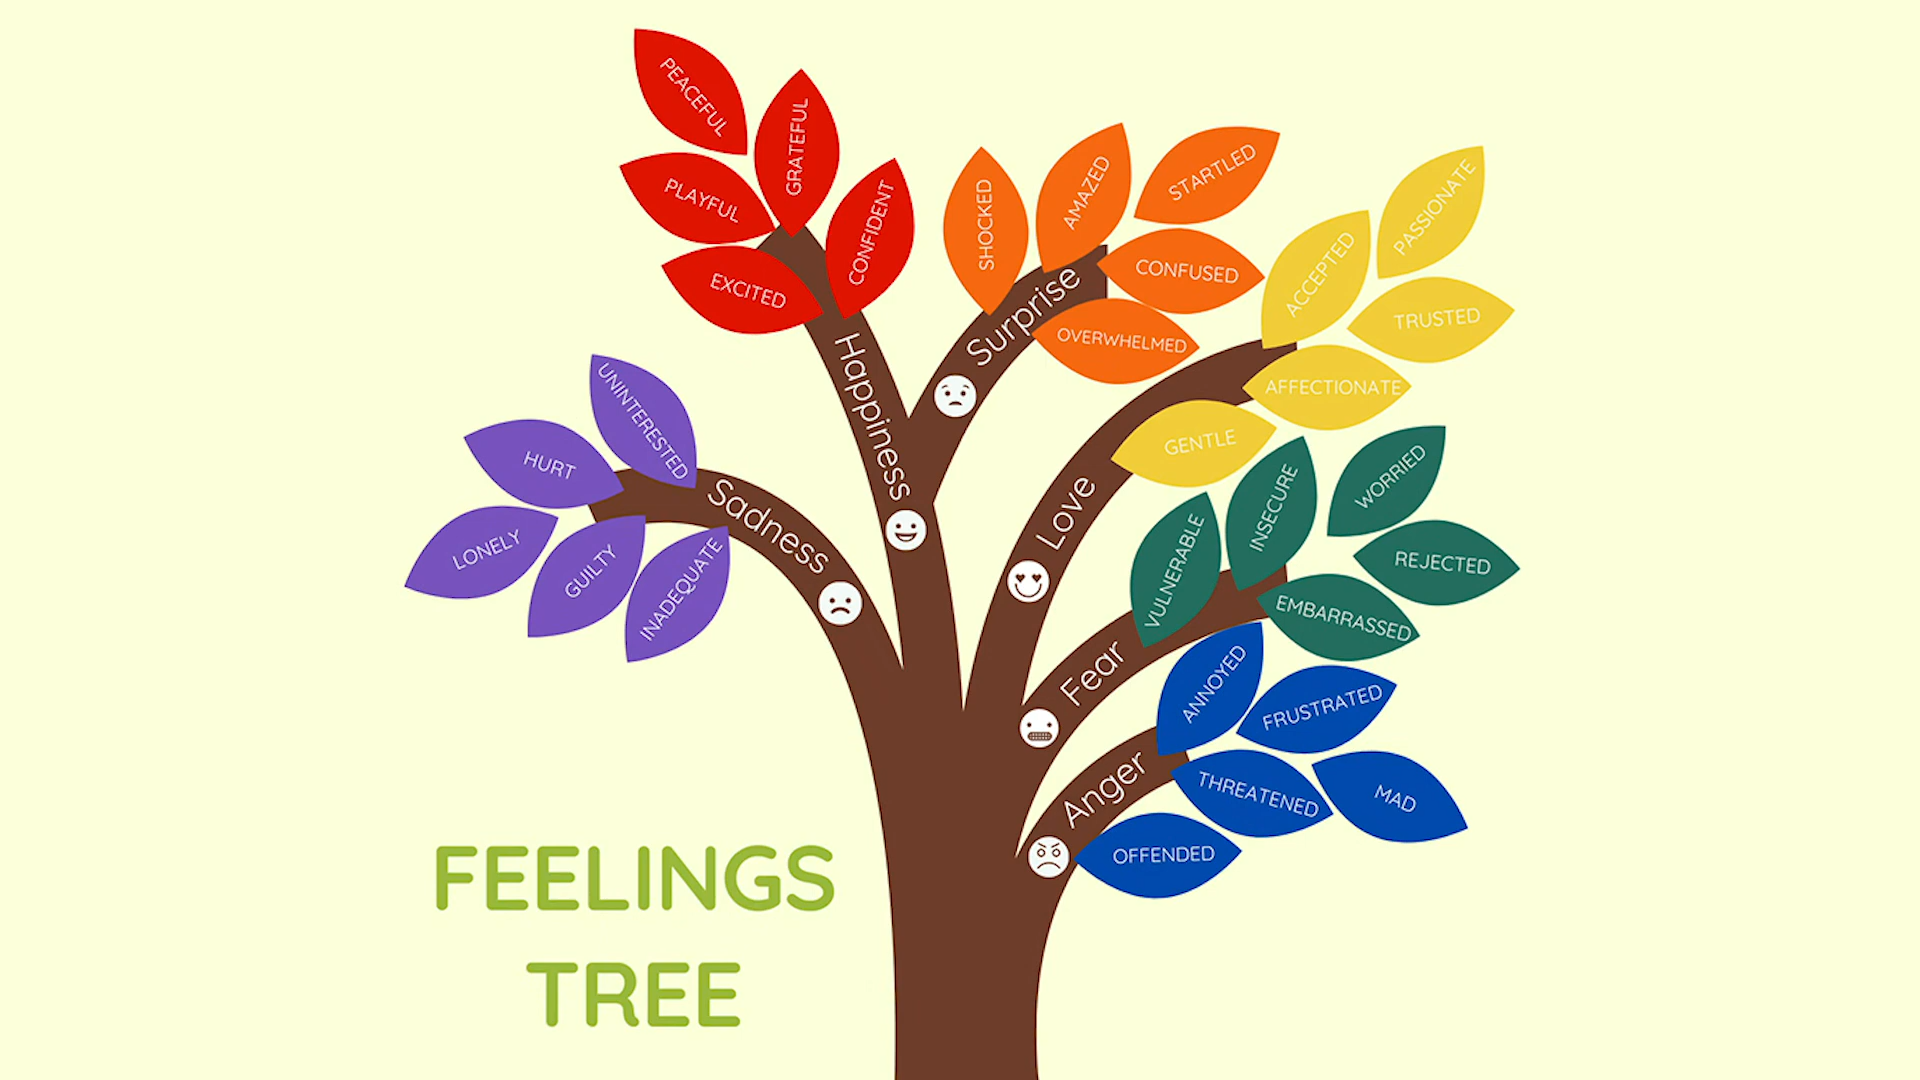 PEACEFUL
GRATEFUL
PLAYFUL
CONFIDENT
EXCITED
Happiness
SHOCKED
AMAZED
STARTLED
CONFUSED
OVERWHELMED
Surprise
ACCEPTED
PASSIONATE
TRUSTED
AFFECTIONATE
GENTLE
Love
UNINTERESTED
HURT
LONELY
GUILTY
INADEQUATE
Sadness
VULNERABLE
INSECURE
WORRIED
REJECTED
EMBARRASSED
Fear
ANNOYED
FRUSTRATED
THREATENED
MAD
OFFENDED
Anger
FEELINGS
TREE